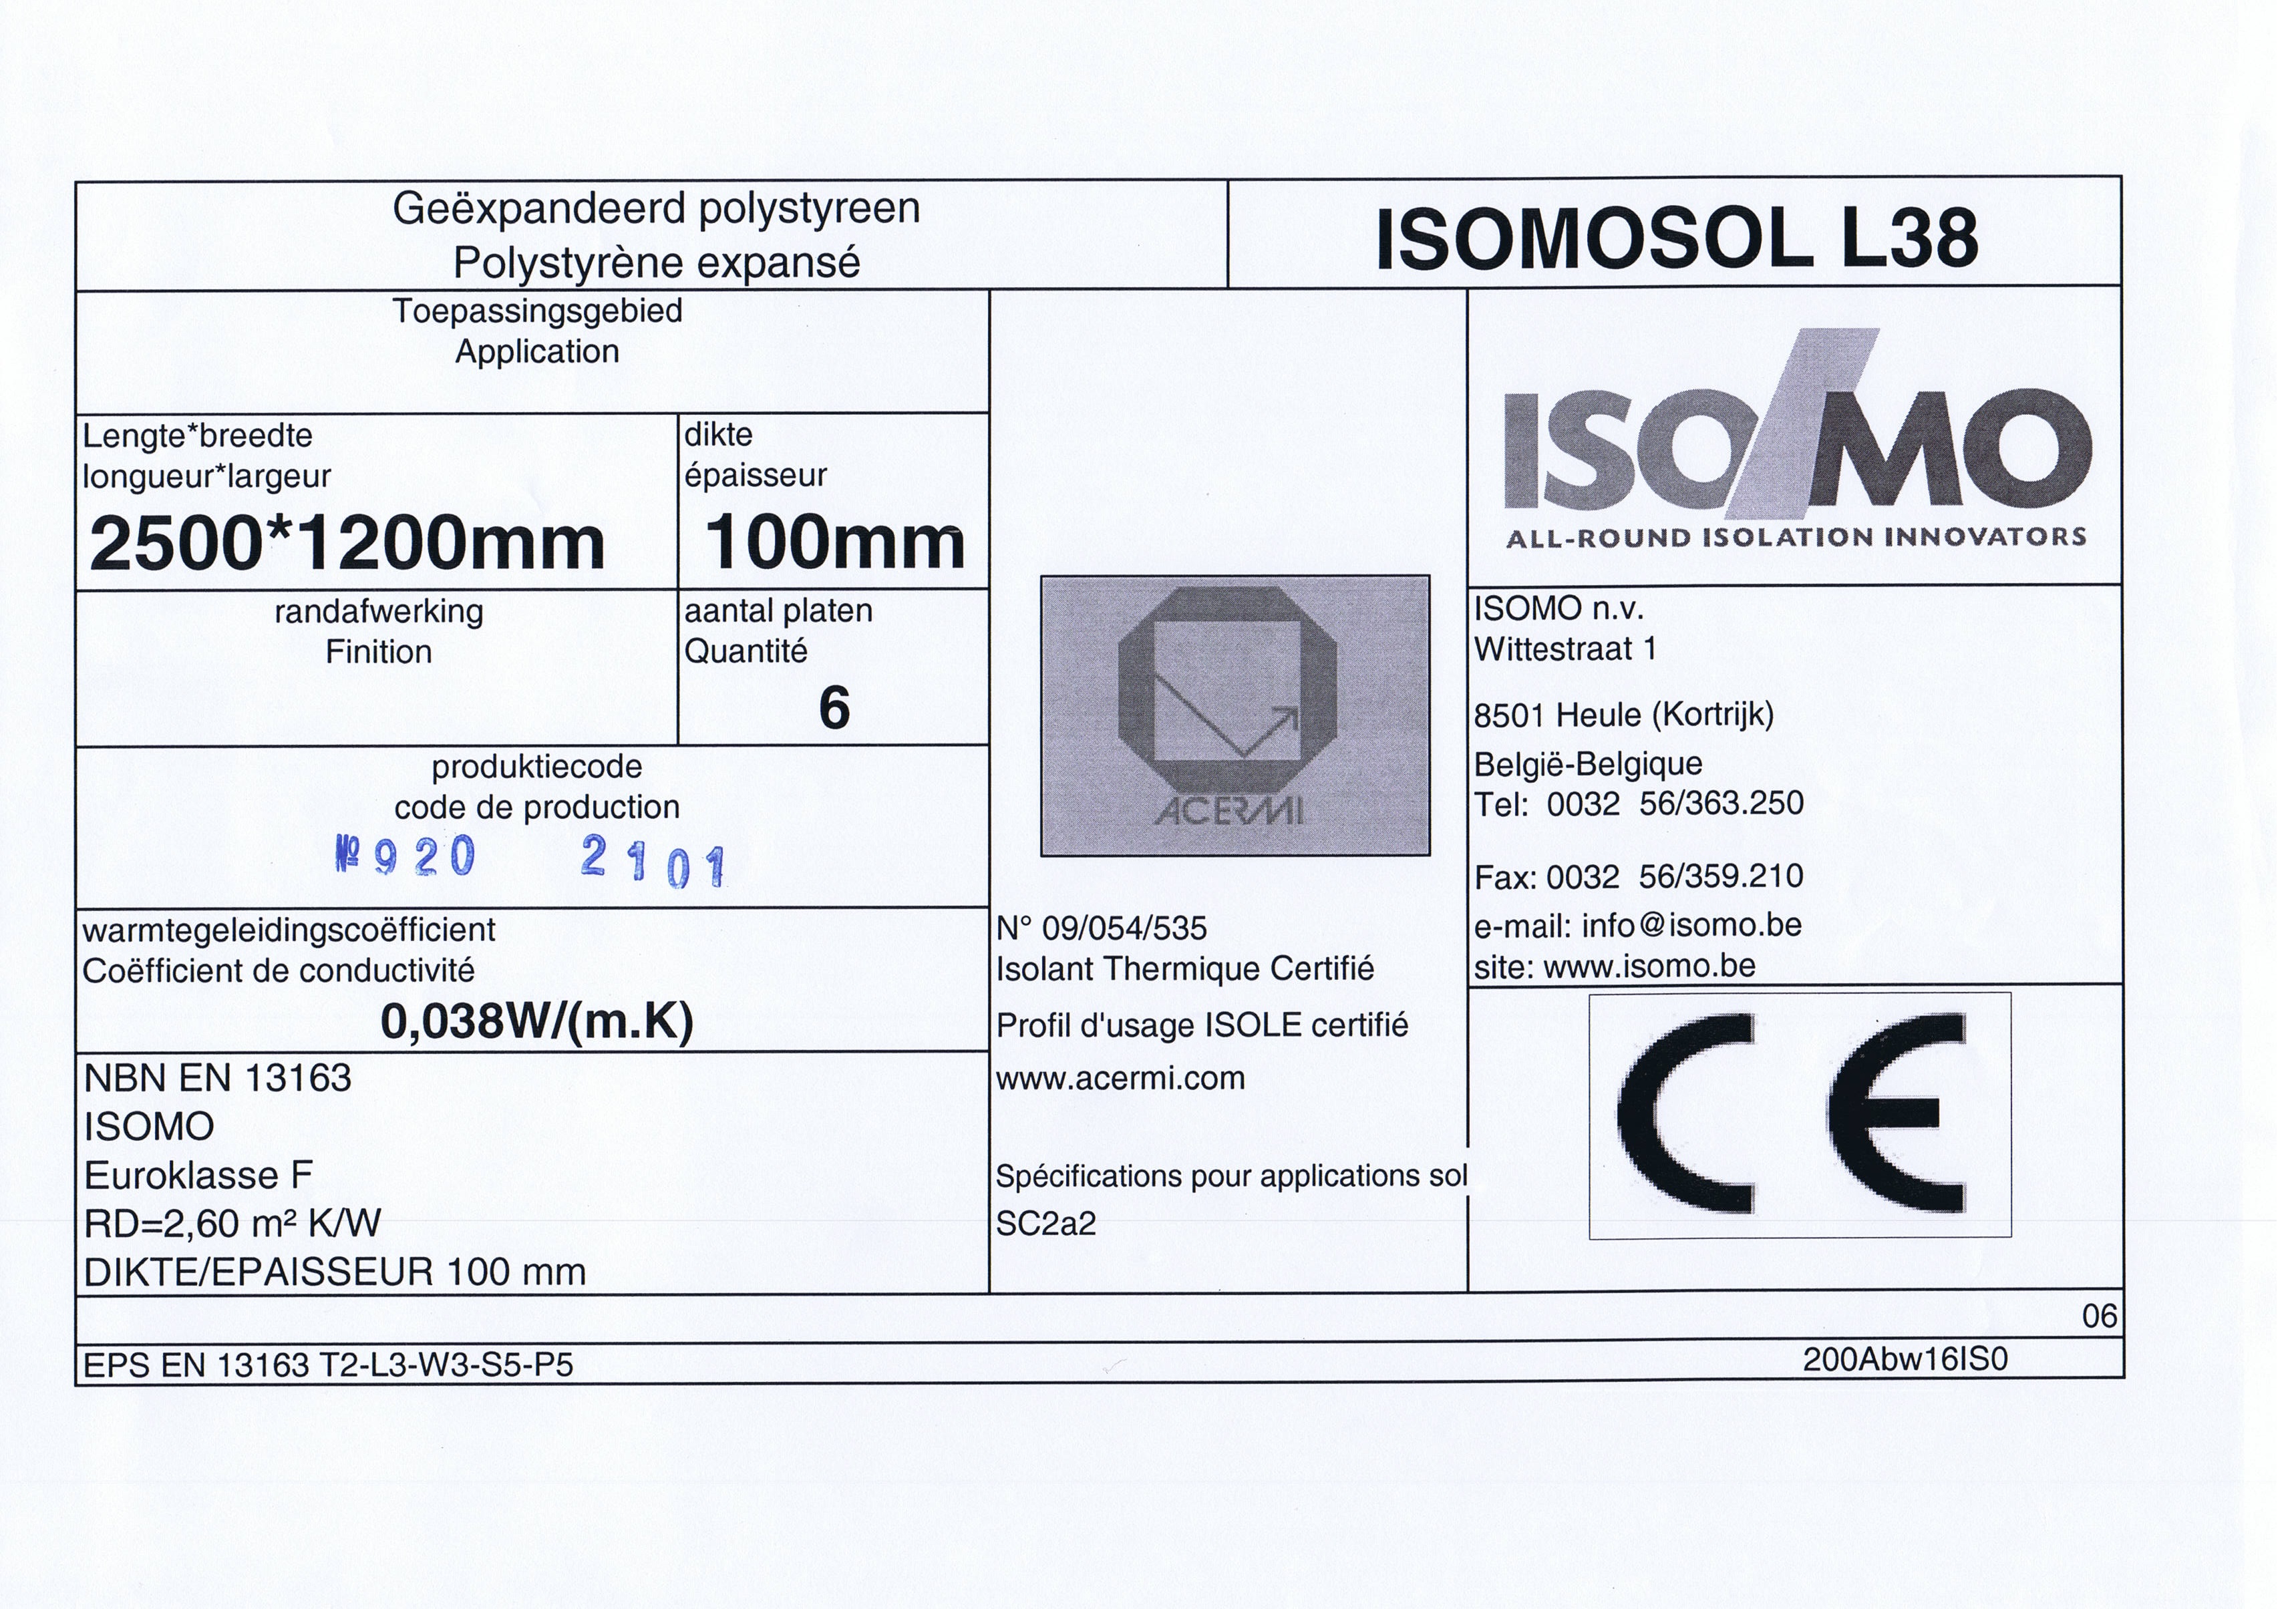 Geëxpandeerd polystyreen
Polystyrène expansé
ISOMOSOL L38
Toepassingsgebied
Application
Lengte*breedte
longueur*largeur
2500*1200mm
dikte
épaisseur
100mm
randafwerking
Finition
aantal platen
Quantité
6
produktiecode
code de production
№920 2101
warmtegeleidingscoëfficient
Coëfficient de conductivité
0,038W/(m.K)
NBN EN 13163
ISOMO
Euroklasse F
RD=2,60 m² K/W
DIKTE/EPAISSEUR 100 mm
ACERMI
N° 09/054/535
Isolant Thermique Certifié
Profil d'usage ISOLE certifié
www.acermi.com
Spécifications pour applications sol
SC2a2
ISOMO
ALL-ROUND ISOLATION INNOVATORS
ISOMO n.v.
Wittestraat 1
8501 Heule (Kortrijk)
België-Belgique
Tel: 0032 56/363.250
Fax: 0032 56/359.210
e-mail: info@isomo.be
site: www.isomo.be
CE
06
EPS EN 13163 T2-L3-W3-S5-P5
200Abw16IS0